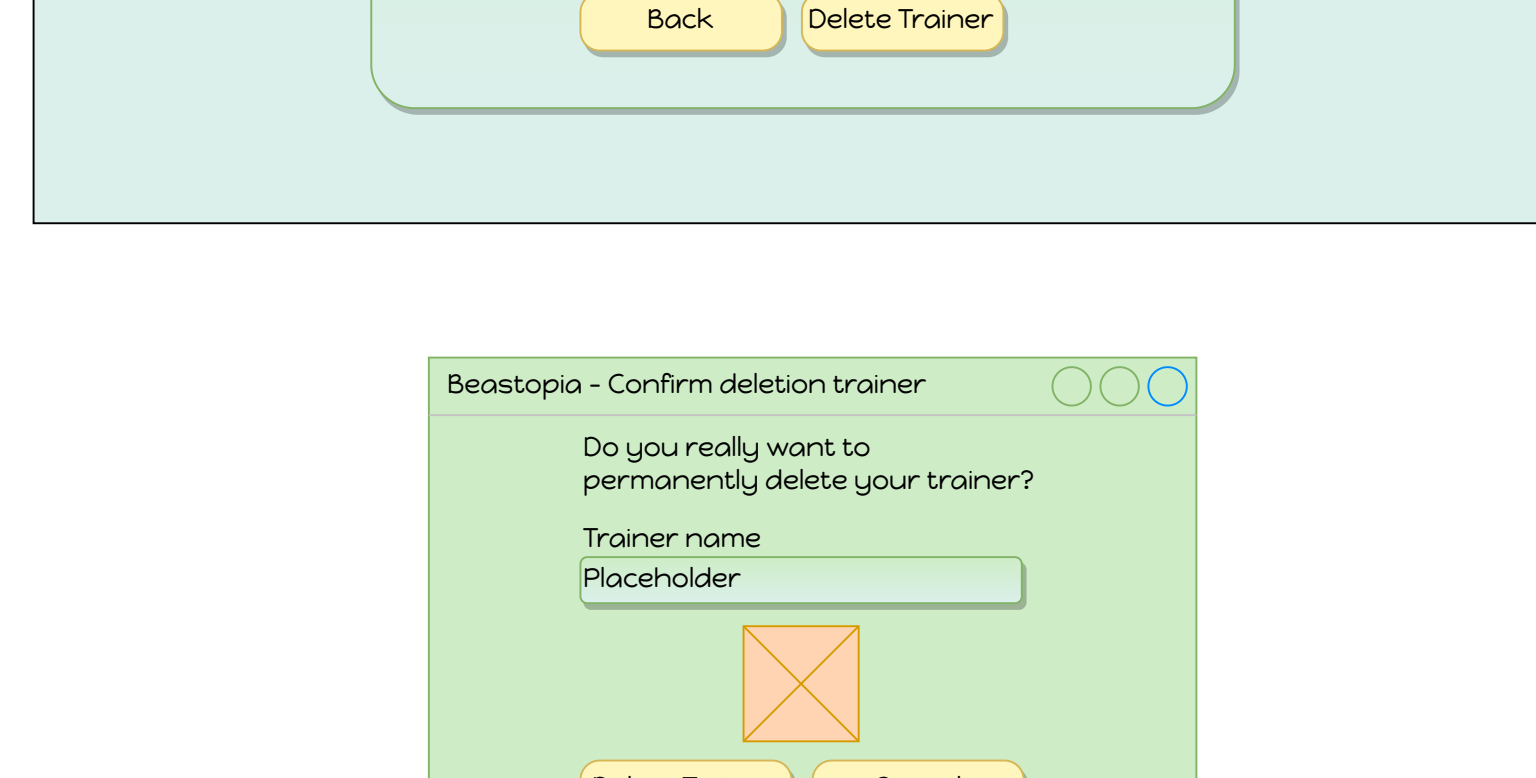 Back
Delete Trainer
Beastopia - Confirm deletion trainer
Do you really want to
permanently delete your trainer?
Trainer name
Placeholder